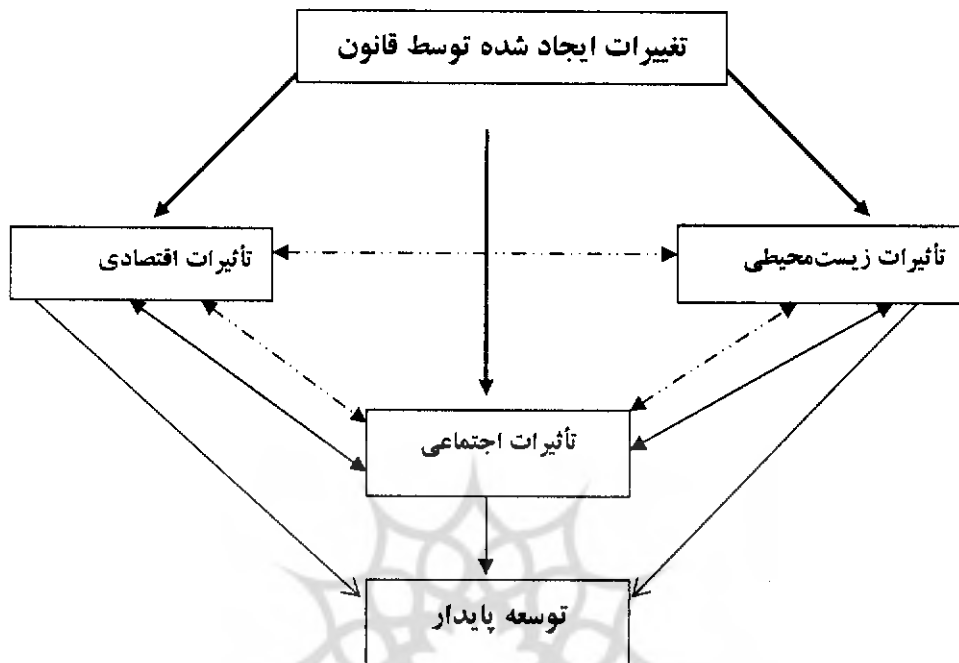 تغییرات ایجاد شده توسط قانون
تأثیرات زیست‌محیطی
تأثیرات اقتصادی
تأثیرات اجتماعی
توسعه پایدار